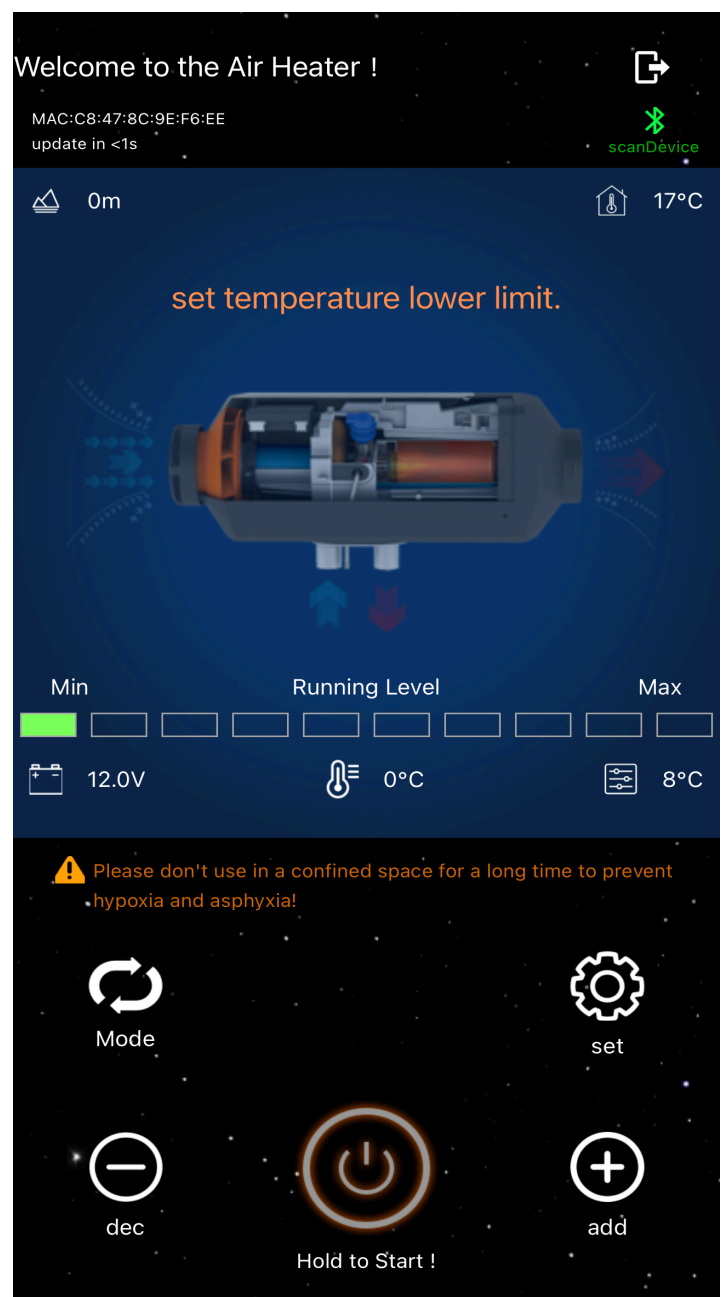 Welcome to the Air Heater !
MAC:C8:47:8C:9E:F6:EE
update in <1s
scanDevice
0m
17°C
set temperature lower limit.
Min
Running Level
Max
12.0V
0°C
8°C
Please don't use in a confined space for a long time to prevent
hypoxia and asphyxia!
Mode
set
dec
add
Hold to Start !